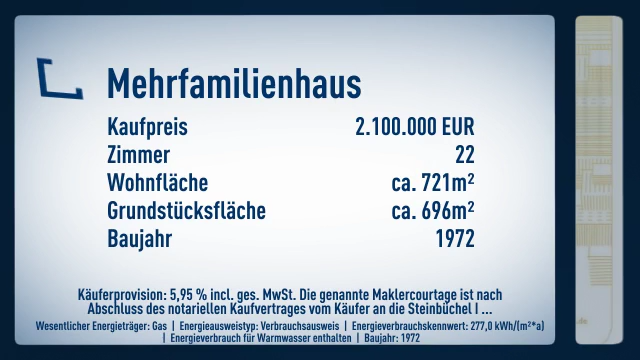 Mehrfamilienhaus
Kaufpreis 2.100.000 EUR
Zimmer 22
Wohnfläche ca. 721m²
Grundstücksfläche ca. 696m²
Baujahr 1972
Käuferprovision: 5,95 % incl. ges. MwSt. Die genannte Maklercourtage ist nach
Abschluss des notariellen Kaufvertrages vom Käufer an die Steinbüchel I ...
Wesentlicher Energieträger: Gas | Energieausweistyp: Verbrauchsausweis | Energieverbrauchskennwert: 277,0 kWh/(m²*a)
| Energieverbrauch für Warmwasser enthalten | Baujahr: 1972